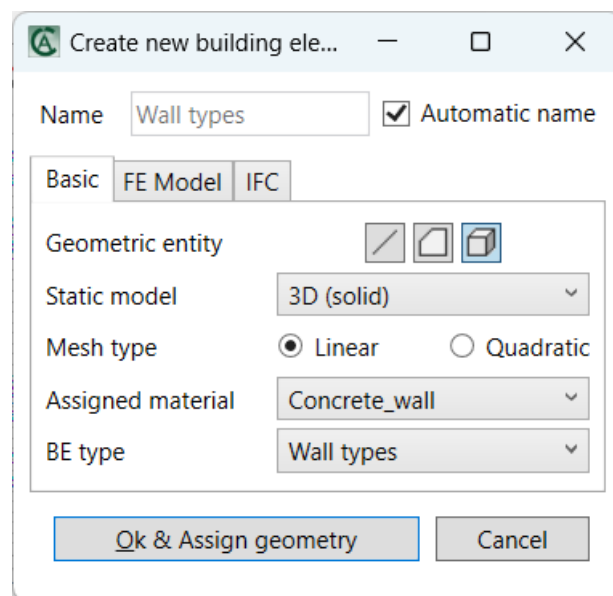 Create new building ele...
Name Wall types Automatic name
Basic FE Model IFC
Geometric entity
Static model 3D (solid)
Mesh type Linear Quadratic
Assigned material Concrete_wall
BE type Wall types
Ok & Assign geometry Cancel